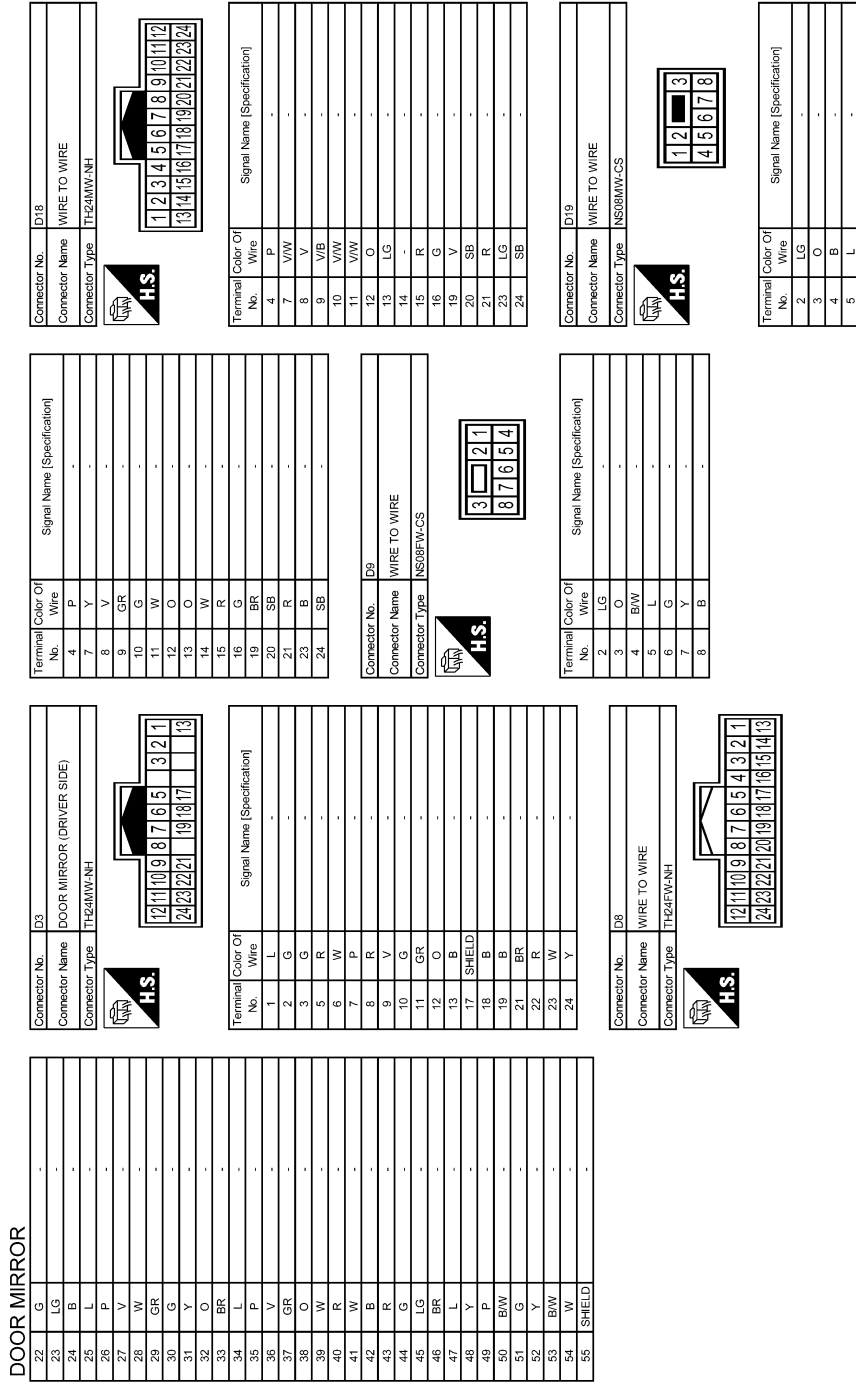 DOOR MIRROR
22 G -
23 LG -
24 B -
25 L -
26 P -
27 V -
28 W -
29 GR -
30 G -
31 Y -
32 O -
33 BR -
34 L -
35 P -
36 V -
37 GR -
38 O -
39 W -
40 R -
41 W -
42 B -
43 R -
44 G -
45 LG -
46 BR -
47 L -
48 Y -
49 P -
50 B/W -
51 G -
52 Y -
53 B/W -
54 W -
55 SHIELD -
Connector No. D3
Connector Name DOOR MIRROR (DRIVER SIDE)
Connector Type TH24MW-NH
H.S.
12 11 10 9 8 7 6 5 3 2 1
24 23 22 21 19 18 17 13
Terminal No. Color Of Wire Signal Name [Specification]
1 L -
2 G -
3 G -
5 R -
6 W -
7 P -
8 R -
9 V -
10 G -
11 GR -
12 O -
13 B -
17 SHIELD -
18 B -
19 B -
21 BR -
22 R -
23 W -
24 Y -
Connector No. D8
Connector Name WIRE TO WIRE
Connector Type TH24FW-NH
H.S.
12 11 10 9 8 7 6 5 4 3 2 1
24 23 22 21 20 19 18 17 16 15 14 13
Terminal No. Color Of Wire Signal Name [Specification]
4 P -
7 Y -
8 V -
9 GR -
10 G -
11 W -
12 O -
13 O -
14 W -
15 R -
16 G -
19 BR -
20 SB -
21 R -
23 B -
24 SB -
Connector No. D9
Connector Name WIRE TO WIRE
Connector Type NS08FW-CS
H.S.
3 2 1
8 7 6 5 4
Terminal No. Color Of Wire Signal Name [Specification]
2 LG -
3 O -
4 B/W -
5 L -
6 G -
7 Y -
8 B -
Connector No. D18
Connector Name WIRE TO WIRE
Connector Type TH24MW-NH
H.S.
1 2 3 4 5 6 7 8 9 10 11 12
13 14 15 16 17 18 19 20 21 22 23 24
Terminal No. Color Of Wire Signal Name [Specification]
4 P -
7 V/W -
8 V -
9 V/B -
10 V/W -
11 V/W -
12 O -
13 LG -
14 - -
15 R -
16 G -
19 V -
20 SB -
21 R -
23 LG -
24 SB -
Connector No. D19
Connector Name WIRE TO WIRE
Connector Type NS08MW-CS
H.S.
1 2 3
4 5 6 7 8
Terminal No. Color Of Wire Signal Name [Specification]
2 LG -
3 O -
4 B -
5 L -